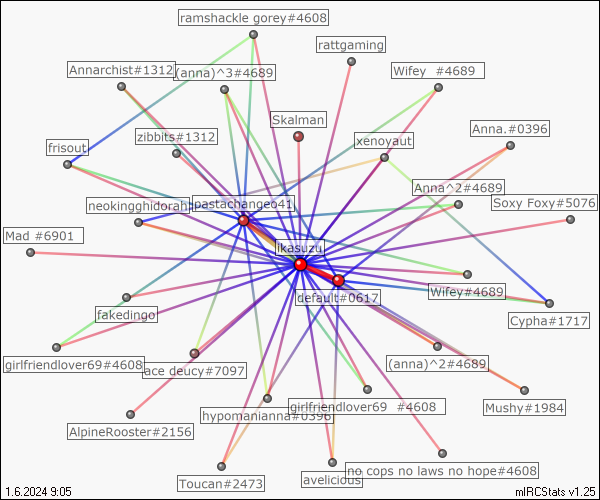 ramshackle gorey#4608
rattgaming
Annarchist#1312
(anna)^3#4689
Wifey  #4689
Skalman
Anna.#0396
zibbits#1312
xenoyaut
frisout
Anna^2#4689
Soxy Foxy#5076
neokingghidorah
pastachangeo41
Mad #6901
ikasuzu
Wifey#4689
default#0617
fakedingo
Cypha#1717
girlfriendlover69#4608
ace deucy#7097
(anna)^2#4689
hypomanianna#0396
girlfriendlover69  #4608
Mushy#1984
AlpineRooster#2156
no cops no laws no hope#4608
Toucan#2473
avelicious
1.6.2024 9:05
mIRCStats v1.25